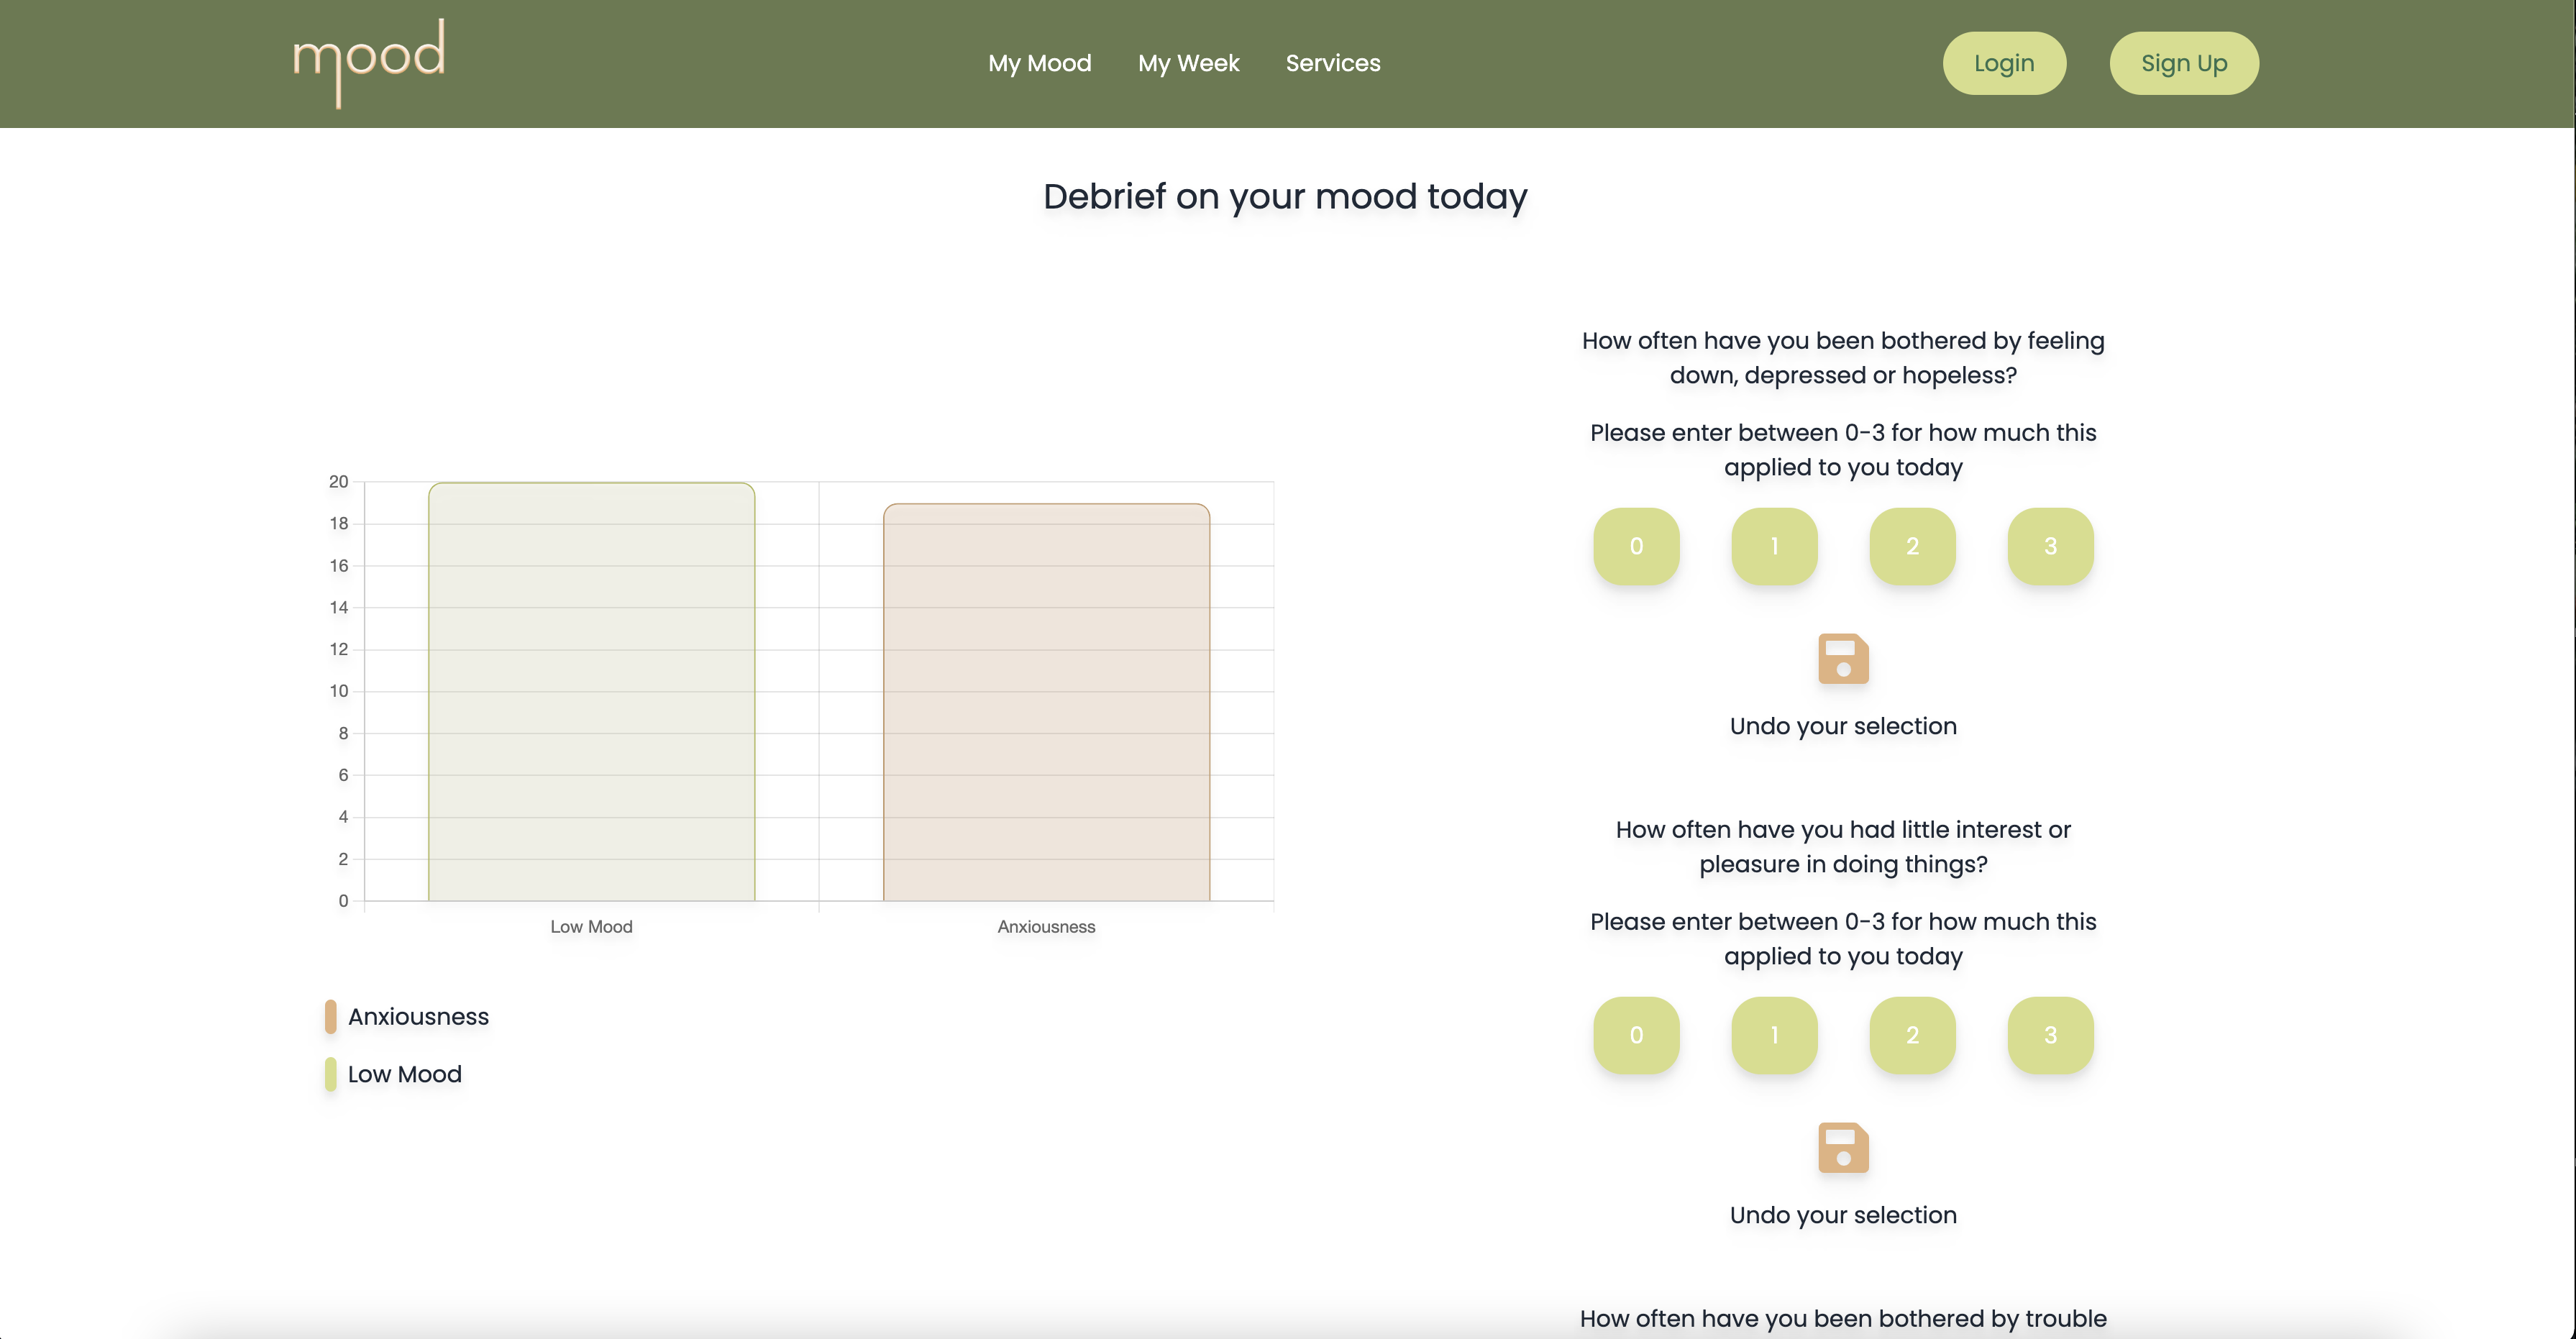 mood
My Mood
My Week
Services
Login
Sign Up
Debrief on your mood today
20
18
16
14
12
10
8
6
4
2
0
Low Mood
Anxiousness
Anxiousness
Low Mood
How often have you been bothered by feeling
down, depressed or hopeless?
Please enter between 0-3 for how much this
applied to you today
0
1
2
3
Undo your selection
How often have you had little interest or
pleasure in doing things?
Please enter between 0-3 for how much this
applied to you today
0
1
2
3
Undo your selection
How often have you been bothered by trouble